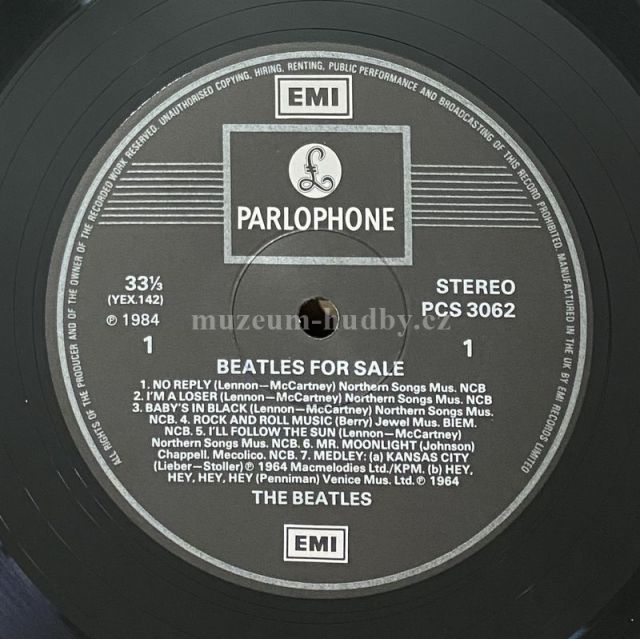 ALL RIGHTS OF THE PRODUCER AND OF THE OWNER OF THE RECORDED WORK RESERVED. UNAUTHORISED COPYING, HIRING, RENTING, PUBLIC PERFORMANCE AND BROADCASTING OF THIS RECORD PROHIBITED. MANUFACTURED IN THE UK BY EMI RECORDS LIMITED
EMI
£
PARLOPHONE
33⅓
(YEX.142)
℗ 1984
1
STEREO
PCS 3062
1
muzeum-hudby.cz
BEATLES FOR SALE
1. NO REPLY (Lennon—McCartney) Northern Songs Mus. NCB
2. I'M A LOSER (Lennon—McCartney) Northern Songs Mus. NCB
3. BABY'S IN BLACK (Lennon—McCartney) Northern Songs Mus.
NCB. 4. ROCK AND ROLL MUSIC (Berry) Jewel Mus. BIEM.
NCB. 5. I'LL FOLLOW THE SUN (Lennon—McCartney)
Northern Songs Mus. NCB. 6. MR. MOONLIGHT (Johnson)
Chappell. Mecolico. NCB. 7. MEDLEY: (a) KANSAS CITY
(Lieber—Stoller) ℗ 1964 Macmelodies Ltd./KPM. (b) HEY,
HEY, HEY, HEY (Penniman) Venice Mus. Ltd. ℗ 1964
THE BEATLES
EMI